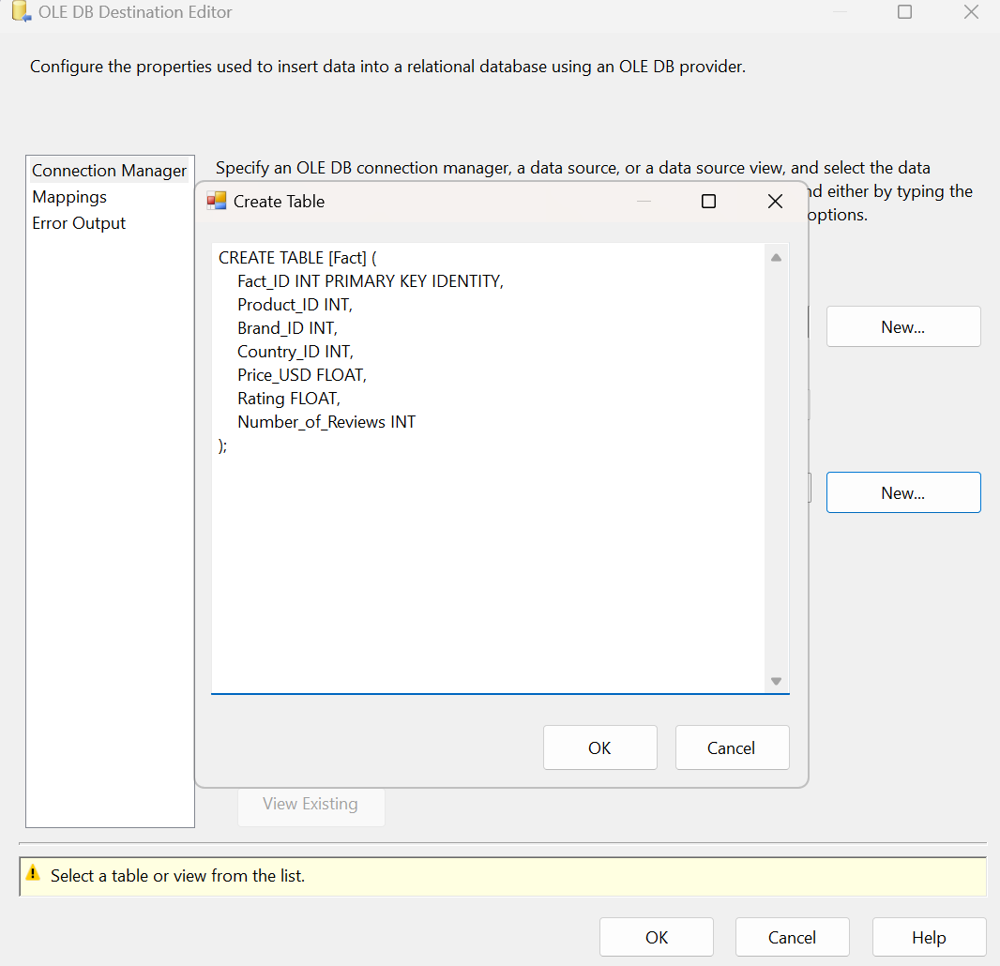 OLE DB Destination Editor
Configure the properties used to insert data into a relational database using an OLE DB provider.
Connection Manager
Mappings
Error Output
Specify an OLE DB connection manager, a data source, or a data source view, and select the data
and either by typing the
options.
Create Table
CREATE TABLE [Fact] (
Fact_ID INT PRIMARY KEY IDENTITY,
Product_ID INT,
Brand_ID INT,
Country_ID INT,
Price_USD FLOAT,
Rating FLOAT,
Number_of_Reviews INT
);
New...
New...
OK
Cancel
View Existing
Select a table or view from the list.
OK
Cancel
Help